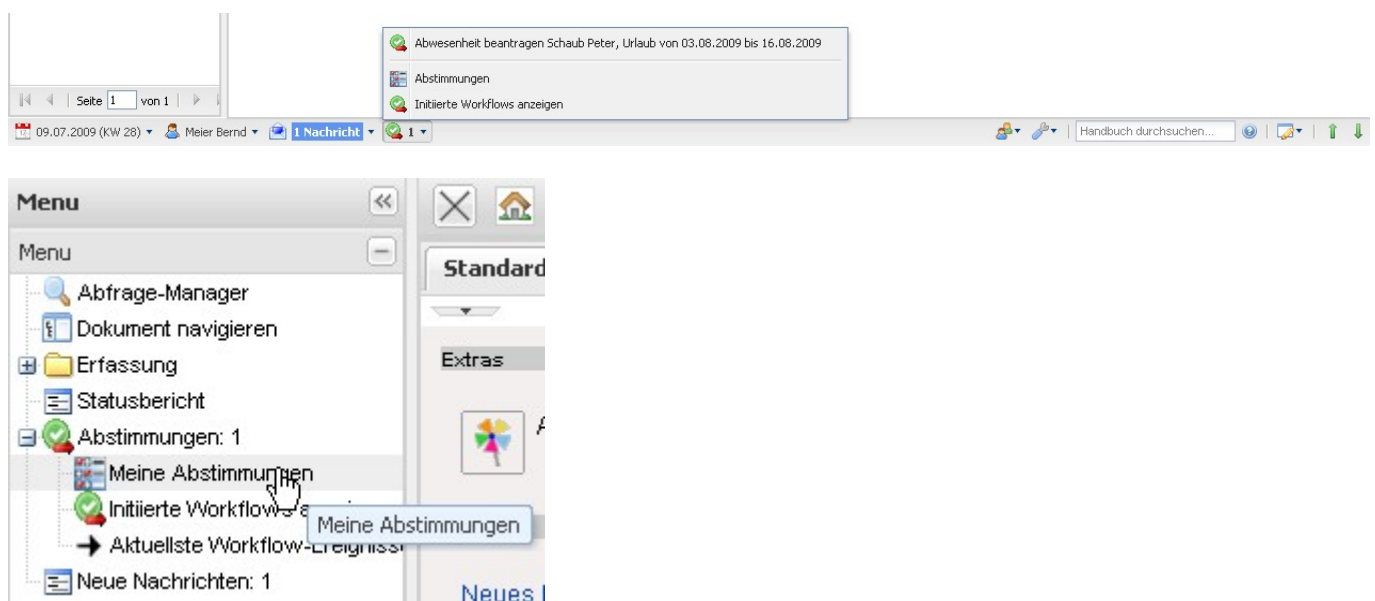 Abwesenheit beantragen Schaub Peter, Urlaub von 03.08.2009 bis 16.08.2009
Abstimmungen
Initiierte Workflows anzeigen
Seite 1 von 1
09.07.2009 (KW 28) Meier Bernd 1 Nachricht 1 Handbuch durchsuchen...
Menu
Menu
Standard
Abfrage-Manager
Dokument navigieren
Erfassung
Extras
Statusbericht
Abstimmungen: 1
A
Meine Abstimmungen
Initiierte Workflows
Meine Abstimmungen
Aktuellste Workflow-Ereignisse
Neue Nachrichten: 1
Neues